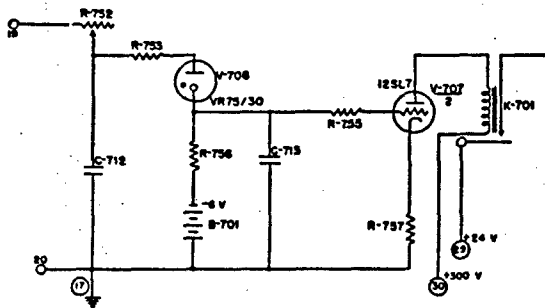 R-752
19
R-753
V-706
VR75/30
12SL7
V-707
2
K-701
R-755
C-712
R-756
C-713
-6 V
B-701
R-757
+24 V
29
20
17
+300 V
30